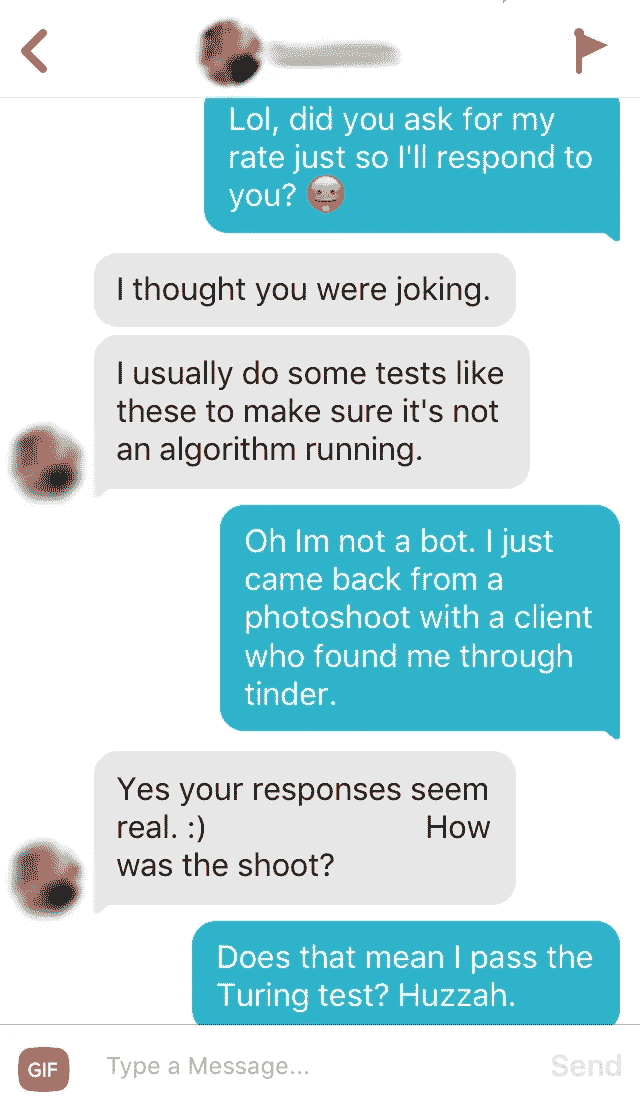 Lol, did you ask for my
rate just so I'll respond to
you?
I thought you were joking.
I usually do some tests like
these to make sure it's not
an algorithm running.
Oh Im not a bot. I just
came back from a
photoshoot with a client
who found me through
tinder.
Yes your responses seem
real. :) How
was the shoot?
Does that mean I pass the
Turing test? Huzzah.
GIF Type a Message... Send